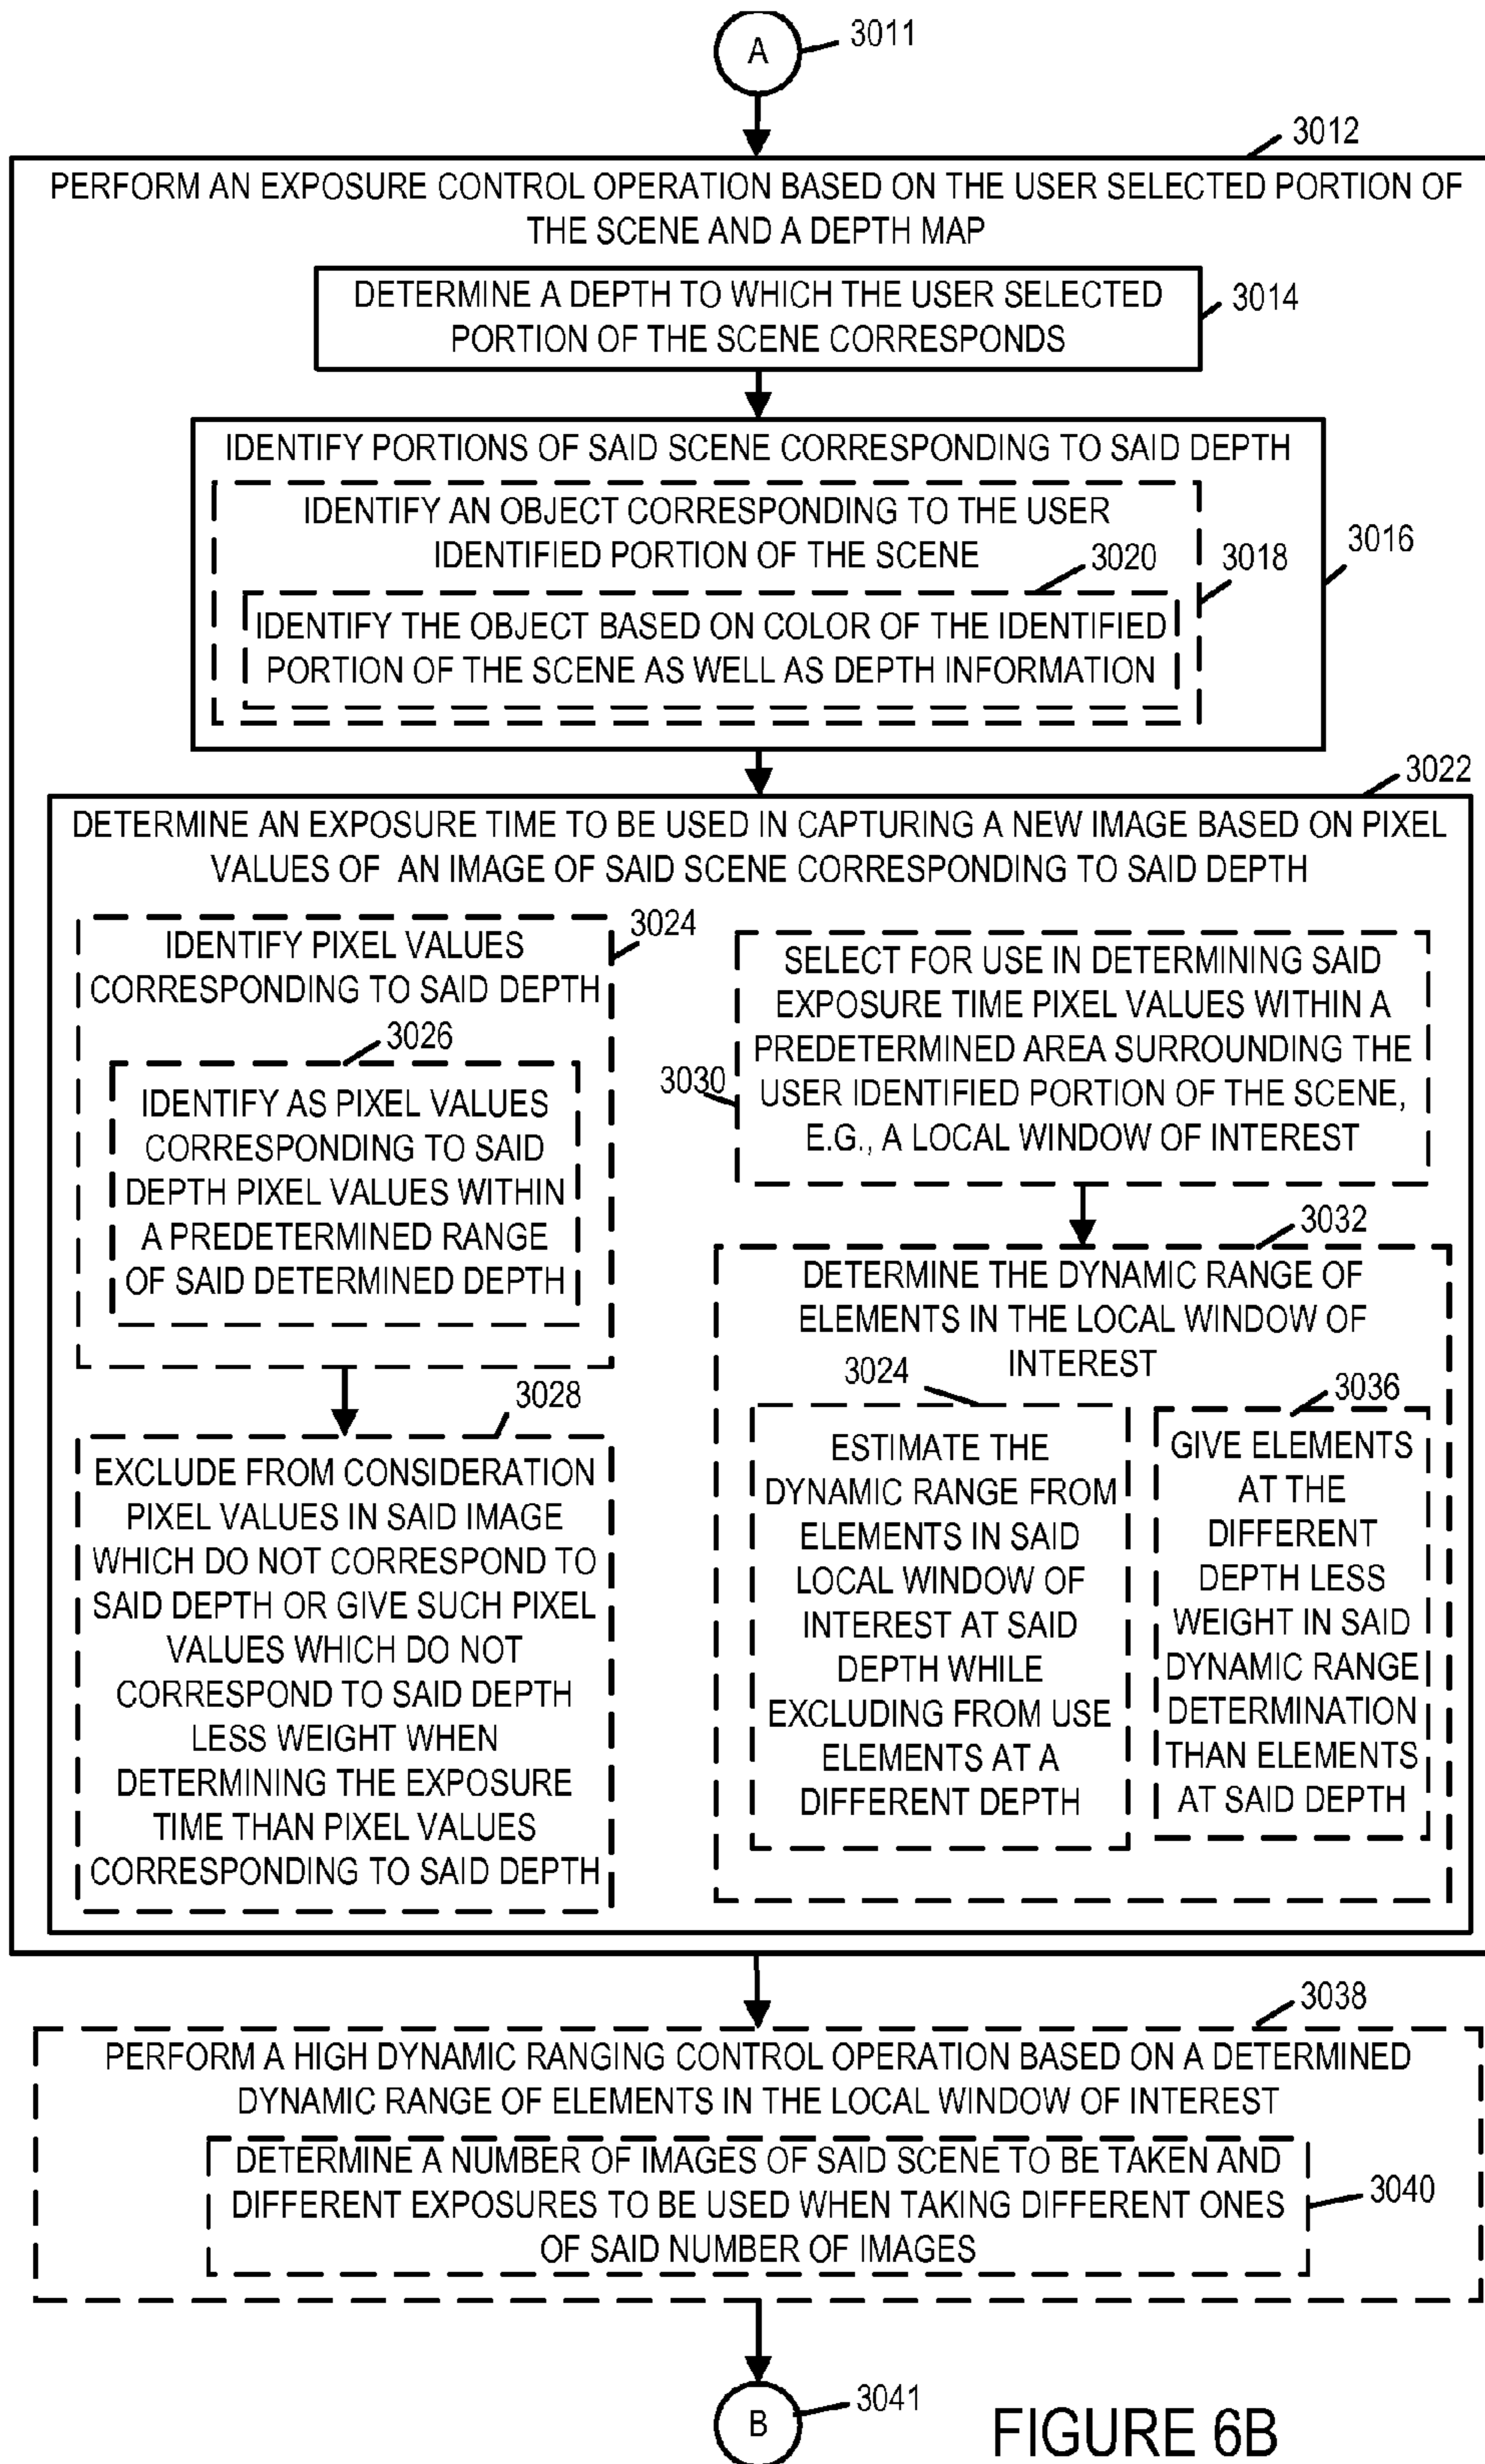 A
3011
3012
PERFORM AN EXPOSURE CONTROL OPERATION BASED ON THE USER SELECTED PORTION OF
THE SCENE AND A DEPTH MAP
DETERMINE A DEPTH TO WHICH THE USER SELECTED
PORTION OF THE SCENE CORRESPONDS
3014
IDENTIFY PORTIONS OF SAID SCENE CORRESPONDING TO SAID DEPTH
IDENTIFY AN OBJECT CORRESPONDING TO THE USER
IDENTIFIED PORTION OF THE SCENE
3020
3018
3016
IDENTIFY THE OBJECT BASED ON COLOR OF THE IDENTIFIED
PORTION OF THE SCENE AS WELL AS DEPTH INFORMATION
3022
DETERMINE AN EXPOSURE TIME TO BE USED IN CAPTURING A NEW IMAGE BASED ON PIXEL
VALUES OF AN IMAGE OF SAID SCENE CORRESPONDING TO SAID DEPTH
3024
IDENTIFY PIXEL VALUES
CORRESPONDING TO SAID DEPTH
3026
IDENTIFY AS PIXEL VALUES
CORRESPONDING TO SAID
DEPTH PIXEL VALUES WITHIN
A PREDETERMINED RANGE
OF SAID DETERMINED DEPTH
3028
EXCLUDE FROM CONSIDERATION
PIXEL VALUES IN SAID IMAGE
WHICH DO NOT CORRESPOND TO
SAID DEPTH OR GIVE SUCH PIXEL
VALUES WHICH DO NOT
CORRESPOND TO SAID DEPTH
LESS WEIGHT WHEN
DETERMINING THE EXPOSURE
TIME THAN PIXEL VALUES
CORRESPONDING TO SAID DEPTH
3030
SELECT FOR USE IN DETERMINING SAID
EXPOSURE TIME PIXEL VALUES WITHIN A
PREDETERMINED AREA SURROUNDING THE
USER IDENTIFIED PORTION OF THE SCENE,
E.G., A LOCAL WINDOW OF INTEREST
3032
DETERMINE THE DYNAMIC RANGE OF
ELEMENTS IN THE LOCAL WINDOW OF
INTEREST
3024
ESTIMATE THE
DYNAMIC RANGE FROM
ELEMENTS IN SAID
LOCAL WINDOW OF
INTEREST AT SAID
DEPTH WHILE
EXCLUDING FROM USE
ELEMENTS AT A
DIFFERENT DEPTH
3036
GIVE ELEMENTS
AT THE
DIFFERENT
DEPTH LESS
WEIGHT IN SAID
DYNAMIC RANGE
DETERMINATION
THAN ELEMENTS
AT SAID DEPTH
3038
PERFORM A HIGH DYNAMIC RANGING CONTROL OPERATION BASED ON A DETERMINED
DYNAMIC RANGE OF ELEMENTS IN THE LOCAL WINDOW OF INTEREST
DETERMINE A NUMBER OF IMAGES OF SAID SCENE TO BE TAKEN AND
DIFFERENT EXPOSURES TO BE USED WHEN TAKING DIFFERENT ONES
OF SAID NUMBER OF IMAGES
3040
B
3041
FIGURE 6B